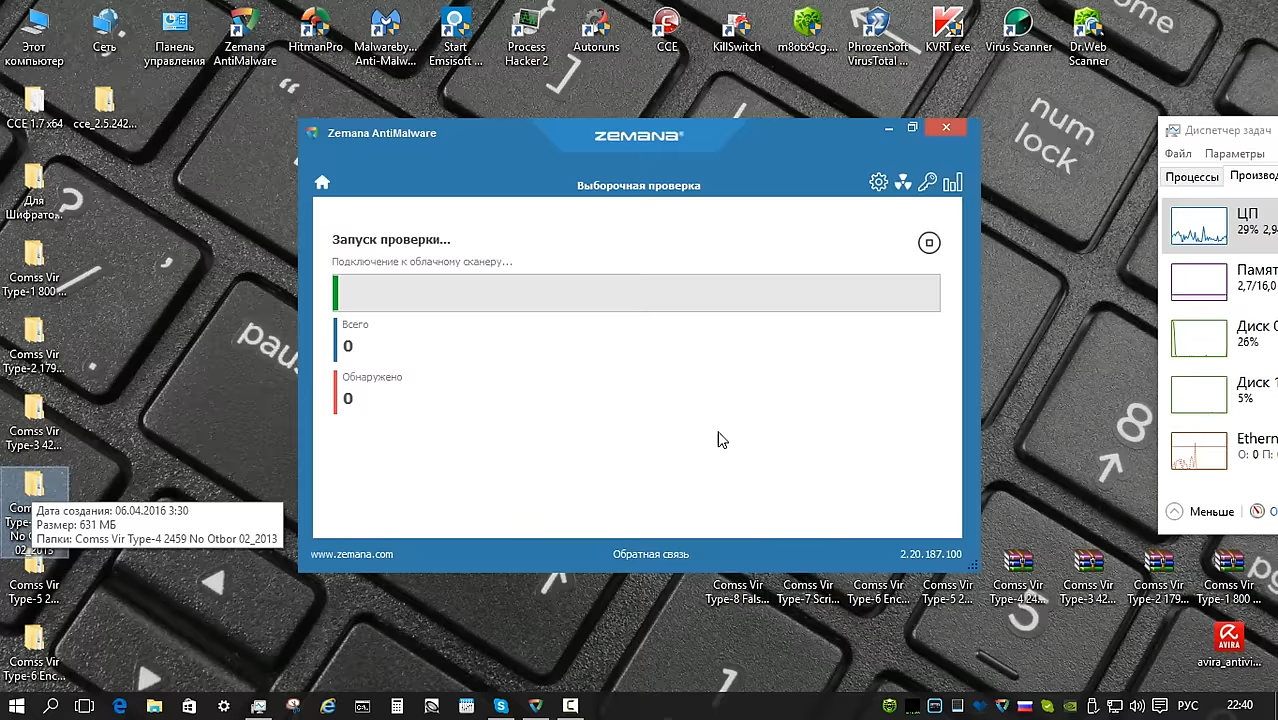 Этот
компьютер
Сеть
Панель
управления
Zemana
AntiMalware
HitmanPro
Malwareby...
Anti-Malw...
Start
Emsisoft ...
Process
Hacker 2
Autoruns
CCE
KillSwitch
m8otx9cg....
PhrozenSoft
VirusTotal ...
KVRT.exe
Virus Scanner
Dr.Web
Scanner
CCE 1.7 x64
cce_2.5.242...
Для
Шифрато...
Comss Vir
Type-1 800 ...
Comss Vir
Type-2 179...
Comss Vir
Type-3 42...
Дата создания: 06.04.2016 3:30
Размер: 631 МБ
Папки: Comss Vir Type-4 2459 No Otbor 02_2013
02_2013
Comss Vir
Type-5 2...
Comss Vir
Type-6 Enc...
Zemana AntiMalware
ZEMANA®
Выборочная проверка
Запуск проверки...
Подключение к облачному сканеру...
Всего
0
Обнаружено
0
www.zemana.com
Обратная связь
2.20.187.100
Диспетчер задач
Файл Параметры
Процессы
ЦП
Диск 0
26%
Диск 1
5%
Меньше
Comss Vir
Type-8 Fals...
Comss Vir
Type-7 Scri...
Comss Vir
Type-6 Enc...
Comss Vir
Type-5 2...
Comss Vir
Type-4 24...
Comss Vir
Type-3 42...
Comss Vir
Type-2 179...
Comss Vir
Type-1 800 ...
AVIRA
avira_antivi...
num
lock
8
РУС
22:40